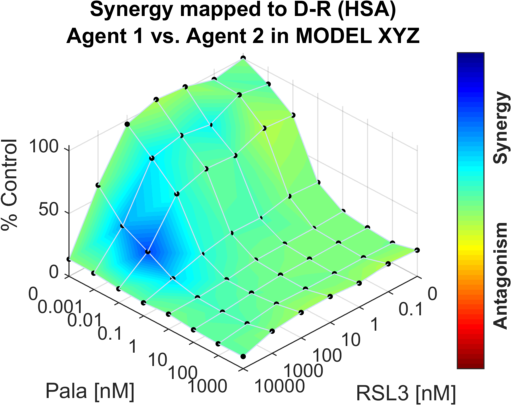 Synergy mapped to D-R (HSA)
Agent 1 vs. Agent 2 in MODEL XYZ
% Control
100
50
0
0
0.001
0.01
0.1
1
10
100
1000
Pala [nM]
0
0.1
1
10
100
1000
10000
RSL3 [nM]
Synergy
Antagonism